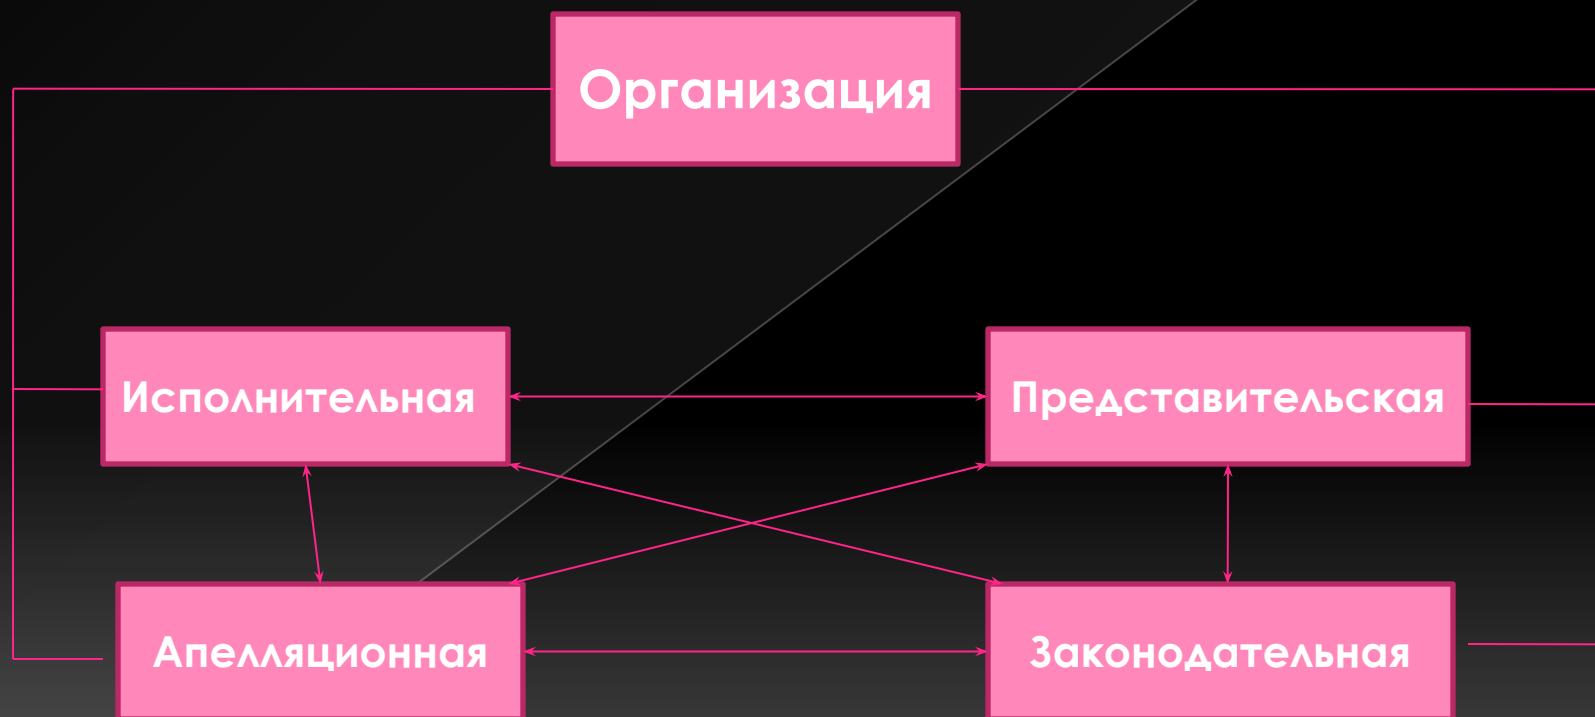 Организация
Исполнительная
Представительская
Апелляционная
Законодательная